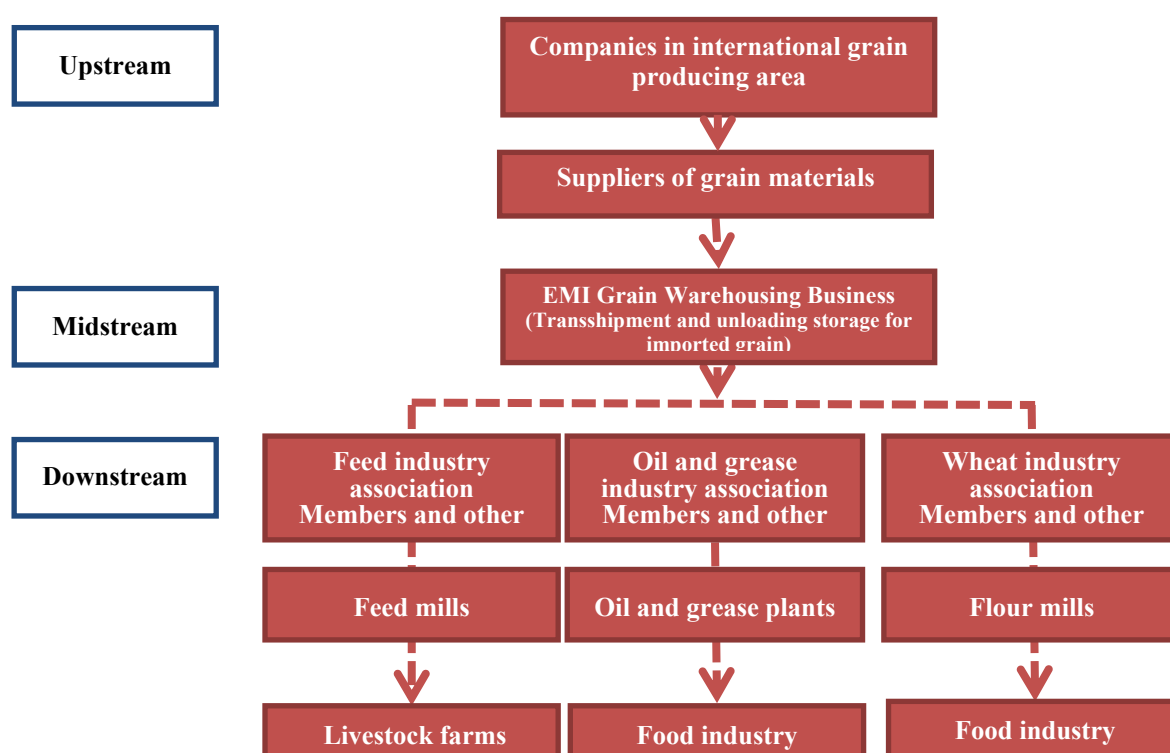 Upstream
Companies in international grain
producing area
Suppliers of grain materials
Midstream
EMI Grain Warehousing Business
(Transshipment and unloading storage for
imported grain)
Downstream
Feed industry
association
Members and other
Oil and grease
industry association
Members and other
Wheat industry
association
Members and other
Feed mills
Oil and grease plants
Flour mills
Livestock farms
Food industry
Food industry